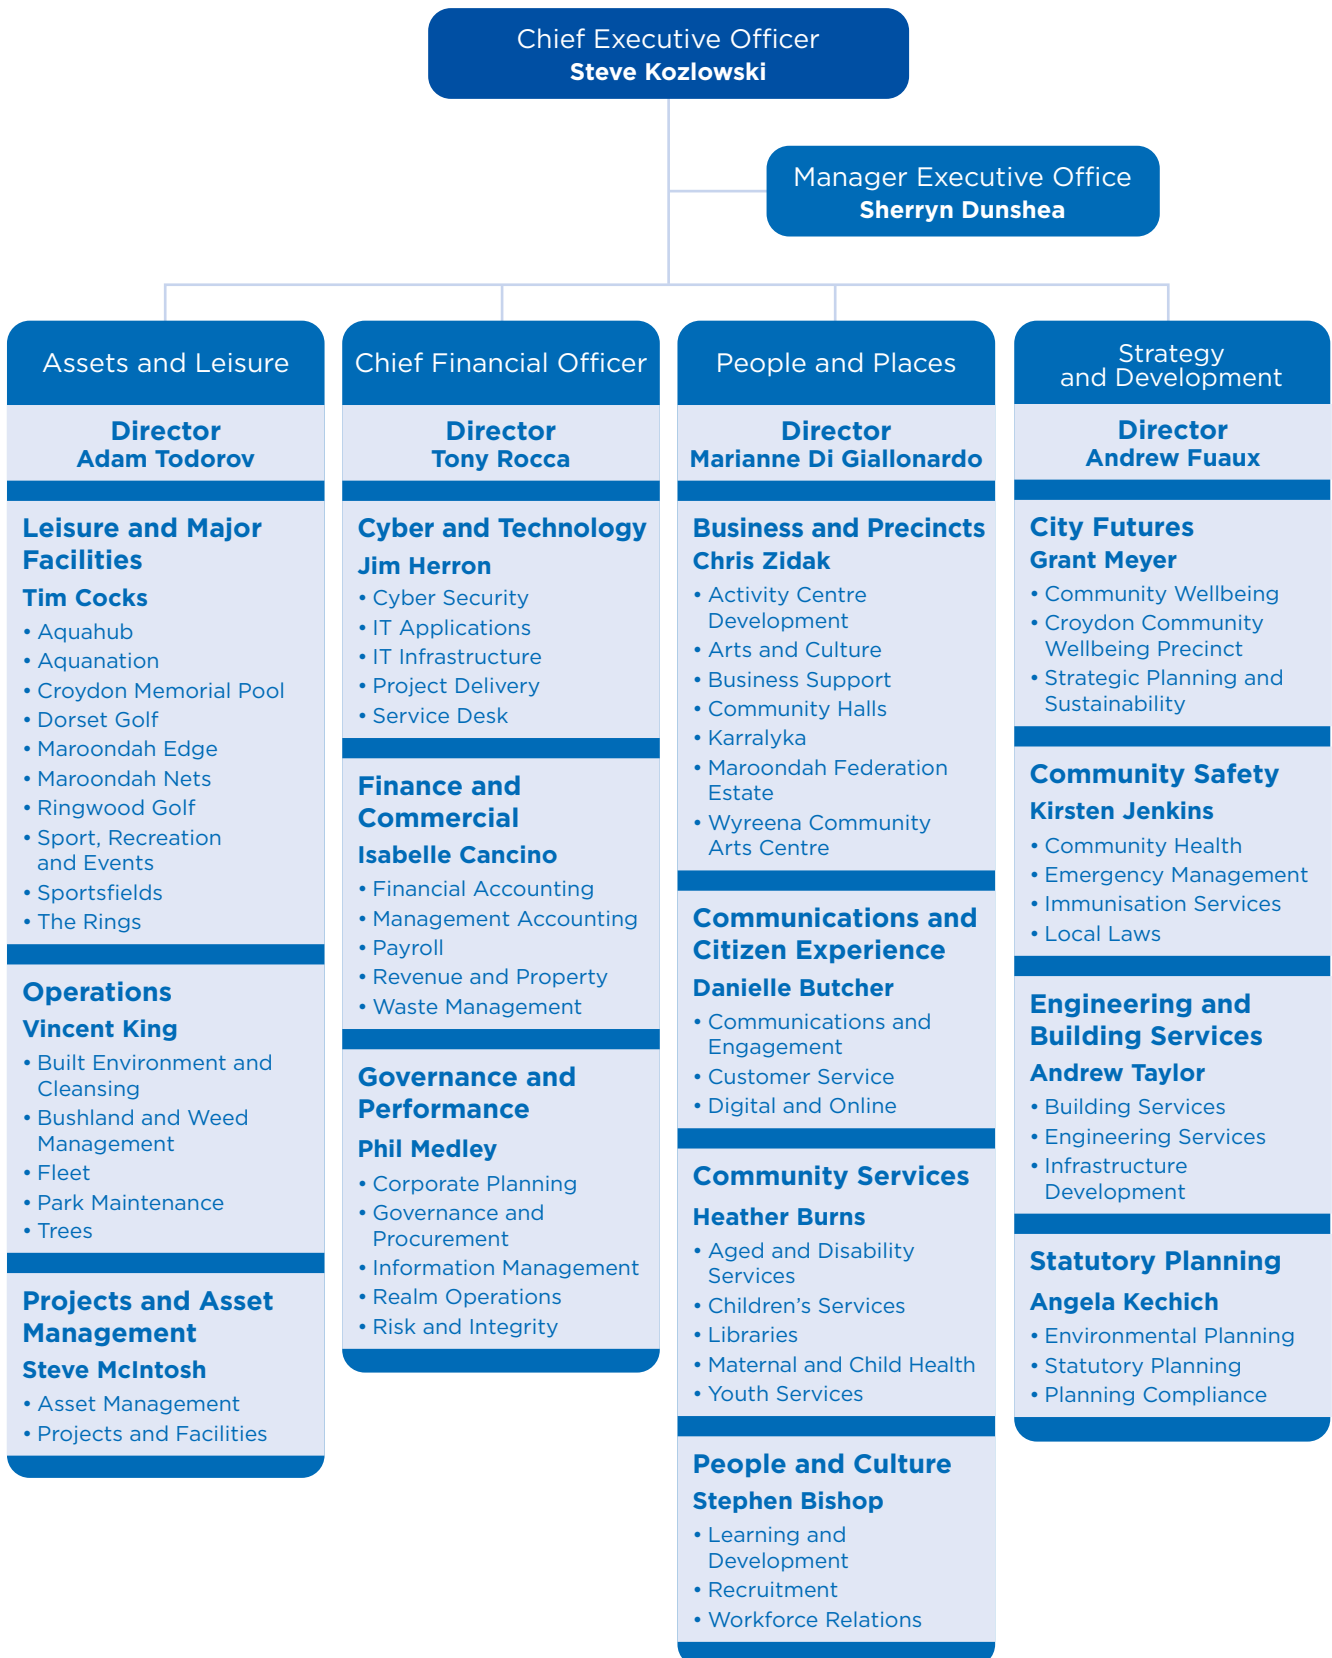 Chief Executive Officer
Steve Kozlowski
Manager Executive Office
Sherryn Dunshea
Assets and Leisure
Director
Adam Todorov
Leisure and Major
Facilities
Tim Cocks
• Aquahub
• Aquanation
• Croydon Memorial Pool
• Dorset Golf
• Maroondah Edge
• Maroondah Nets
• Ringwood Golf
• Sport, Recreation
and Events
• Sportsfields
• The Rings
Operations
Vincent King
• Built Environment and
Cleansing
• Bushland and Weed
Management
• Fleet
• Park Maintenance
• Trees
Projects and Asset
Management
Steve McIntosh
• Asset Management
• Projects and Facilities
Chief Financial Officer
Director
Tony Rocca
Cyber and Technology
Jim Herron
• Cyber Security
• IT Applications
• IT Infrastructure
• Project Delivery
• Service Desk
Finance and
Commercial
Isabelle Cancino
• Financial Accounting
• Management Accounting
• Payroll
• Revenue and Property
• Waste Management
Governance and
Performance
Phil Medley
• Corporate Planning
• Governance and
Procurement
• Information Management
• Realm Operations
• Risk and Integrity
People and Places
Director
Marianne Di Giallonardo
Business and Precincts
Chris Zidak
• Activity Centre
Development
• Arts and Culture
• Business Support
• Community Halls
• Karralyka
• Maroondah Federation
Estate
• Wyreena Community
Arts Centre
Communications and
Citizen Experience
Danielle Butcher
• Communications and
Engagement
• Customer Service
• Digital and Online
Community Services
Heather Burns
• Aged and Disability
Services
• Children’s Services
• Libraries
• Maternal and Child Health
• Youth Services
People and Culture
Stephen Bishop
• Learning and
Development
• Recruitment
• Workforce Relations
Strategy
and Development
Director
Andrew Fuaux
City Futures
Grant Meyer
• Community Wellbeing
• Croydon Community
Wellbeing Precinct
• Strategic Planning and
Sustainability
Community Safety
Kirsten Jenkins
• Community Health
• Emergency Management
• Immunisation Services
• Local Laws
Engineering and
Building Services
Andrew Taylor
• Building Services
• Engineering Services
• Infrastructure
Development
Statutory Planning
Angela Kechich
• Environmental Planning
• Statutory Planning
• Planning Compliance